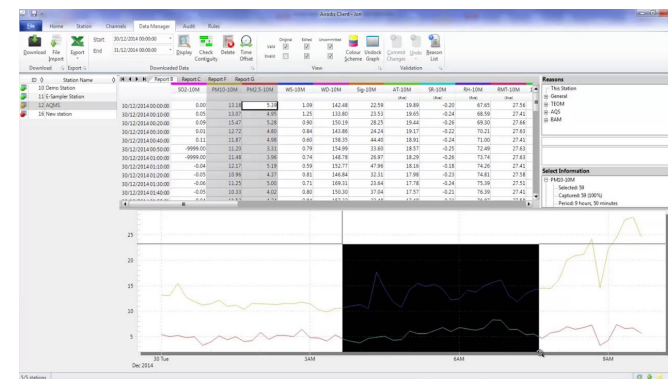 Airodis Client - Join
File Home Station Channels Data Manager Audit Rules
Start 30/12/2014 00:00:00
End 31/12/2014 00:00:00
Original Edited Uncommitted
Valid
Invalid
Download File Import Export Display Check Contiguity Delete Time Offset Colour Scheme Undock Graph Commit Changes Undo Reason List
Download Export Downloaded Data View Validation
ID Station Name
10 Demo Station
11 E-Sampler Station
12 AQMS
16 New station
Report B Report C Report F Report G
SO2-10M PM10-10M PM2.5-10M WS-10M WD-10M Sig-10M AT-10M SR-10M RH-10M RMT-10M
30/12/2014 00:00:00 0.00 13.18 5.39 1.09 142.48 22.59 19.89 -0.20 67.65 27.56
30/12/2014 00:10:00 0.05 13.07 4.95 1.25 133.80 23.53 19.65 -0.24 68.59 27.41
30/12/2014 00:20:00 0.09 15.47 5.28 0.90 150.19 28.25 19.44 -0.26 69.30 27.66
30/12/2014 00:30:00 0.01 12.72 4.80 0.84 143.86 24.24 19.17 -0.22 70.21 27.63
30/12/2014 00:40:00 0.11 11.87 4.98 0.60 158.35 44.40 18.91 -0.24 71.00 27.41
30/12/2014 00:50:00 -9999.00 11.23 3.31 0.79 154.99 33.60 18.57 -0.25 72.49 27.63
30/12/2014 01:00:00 -9999.00 11.48 3.96 0.74 148.78 26.97 18.29 -0.26 73.74 27.63
30/12/2014 01:10:00 -0.04 12.17 5.19 0.59 152.77 47.96 18.16 -0.18 74.26 27.41
30/12/2014 01:20:00 -0.05 10.96 4.37 0.81 146.84 32.31 17.98 -0.23 74.81 27.58
30/12/2014 01:30:00 -0.06 11.25 5.00 0.71 169.31 23.64 17.78 -0.24 75.39 27.51
30/12/2014 01:40:00 -0.05 10.33 4.02 0.80 150.30 37.04 17.57 -0.21 76.39 27.41
Reasons
This Station
General
TEOM
AQS
BAM
Select Information
PM10-10M
Selected: 59
Captured: 59 (100%)
Period: 9 hours, 50 minutes
25
20
15
10
5
30 Tue 3AM 6AM 9AM
Dec 2014
5/5 stations